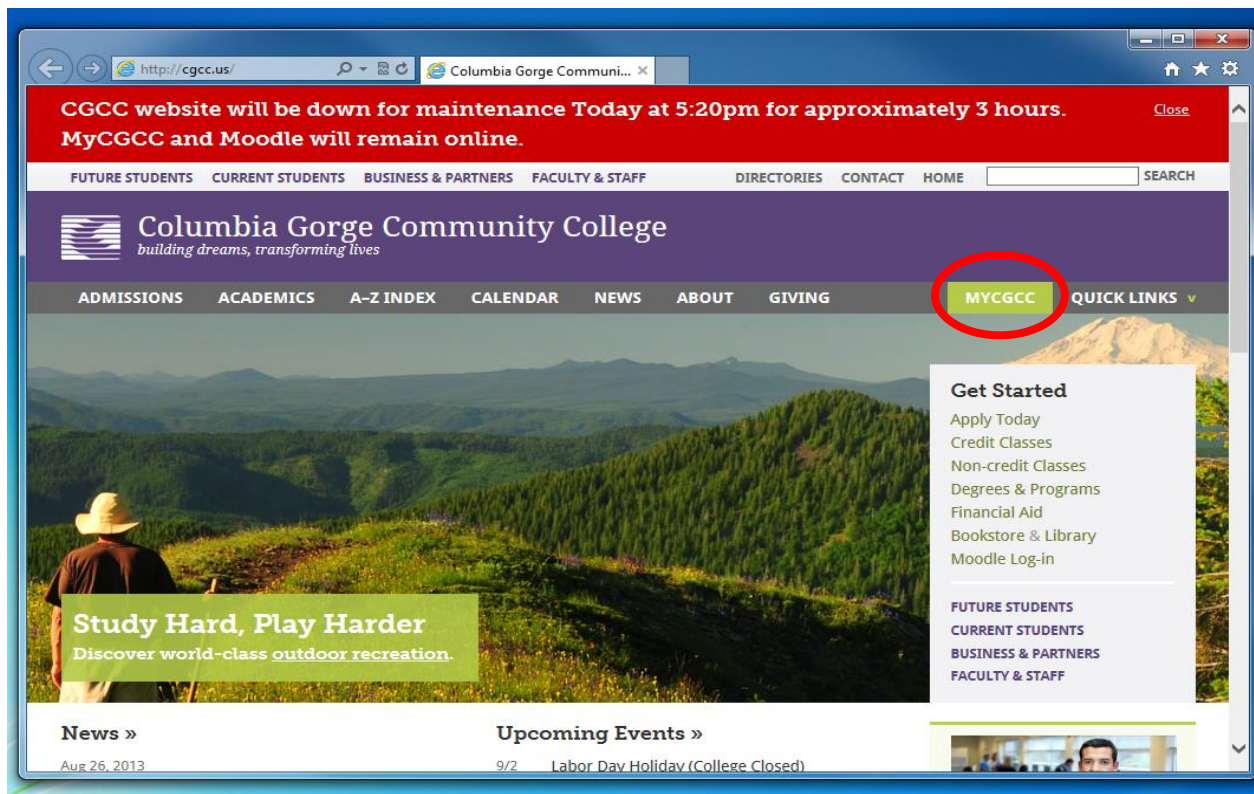 http://cgcc.us/
Columbia Gorge Communi...
CGCC website will be down for maintenance Today at 5:20pm for approximately 3 hours.
MyCGCC and Moodle will remain online.
Close
FUTURE STUDENTS CURRENT STUDENTS BUSINESS & PARTNERS FACULTY & STAFF DIRECTORIES CONTACT HOME SEARCH
Columbia Gorge Community College
building dreams, transforming lives
ADMISSIONS ACADEMICS A–Z INDEX CALENDAR NEWS ABOUT GIVING MYCGCC QUICK LINKS v
Get Started
Apply Today
Credit Classes
Non-credit Classes
Degrees & Programs
Financial Aid
Bookstore & Library
Moodle Log-in
FUTURE STUDENTS
CURRENT STUDENTS
BUSINESS & PARTNERS
FACULTY & STAFF
Study Hard, Play Harder
Discover world-class outdoor recreation.
News »
Aug 26, 2013
Upcoming Events »
9/2 Labor Day Holiday (College Closed)